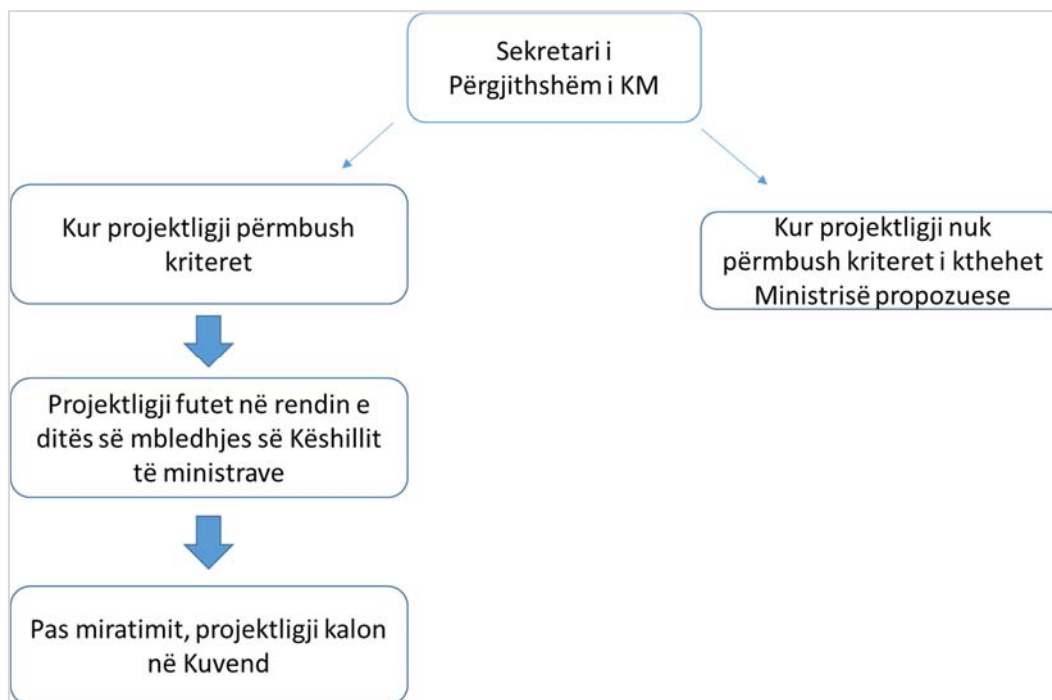 Sekretari i
Përgjithshëm i KM
Kur projektligji përmbush
kriteret
Kur projektligji nuk
përmbush kriteret i kthehet
Ministrisë propozuese
Projektligji futet në rendin e
ditës së mbledhjes së Këshillit
të ministrave
Pas miratimit, projektligji kalon
në Kuvend